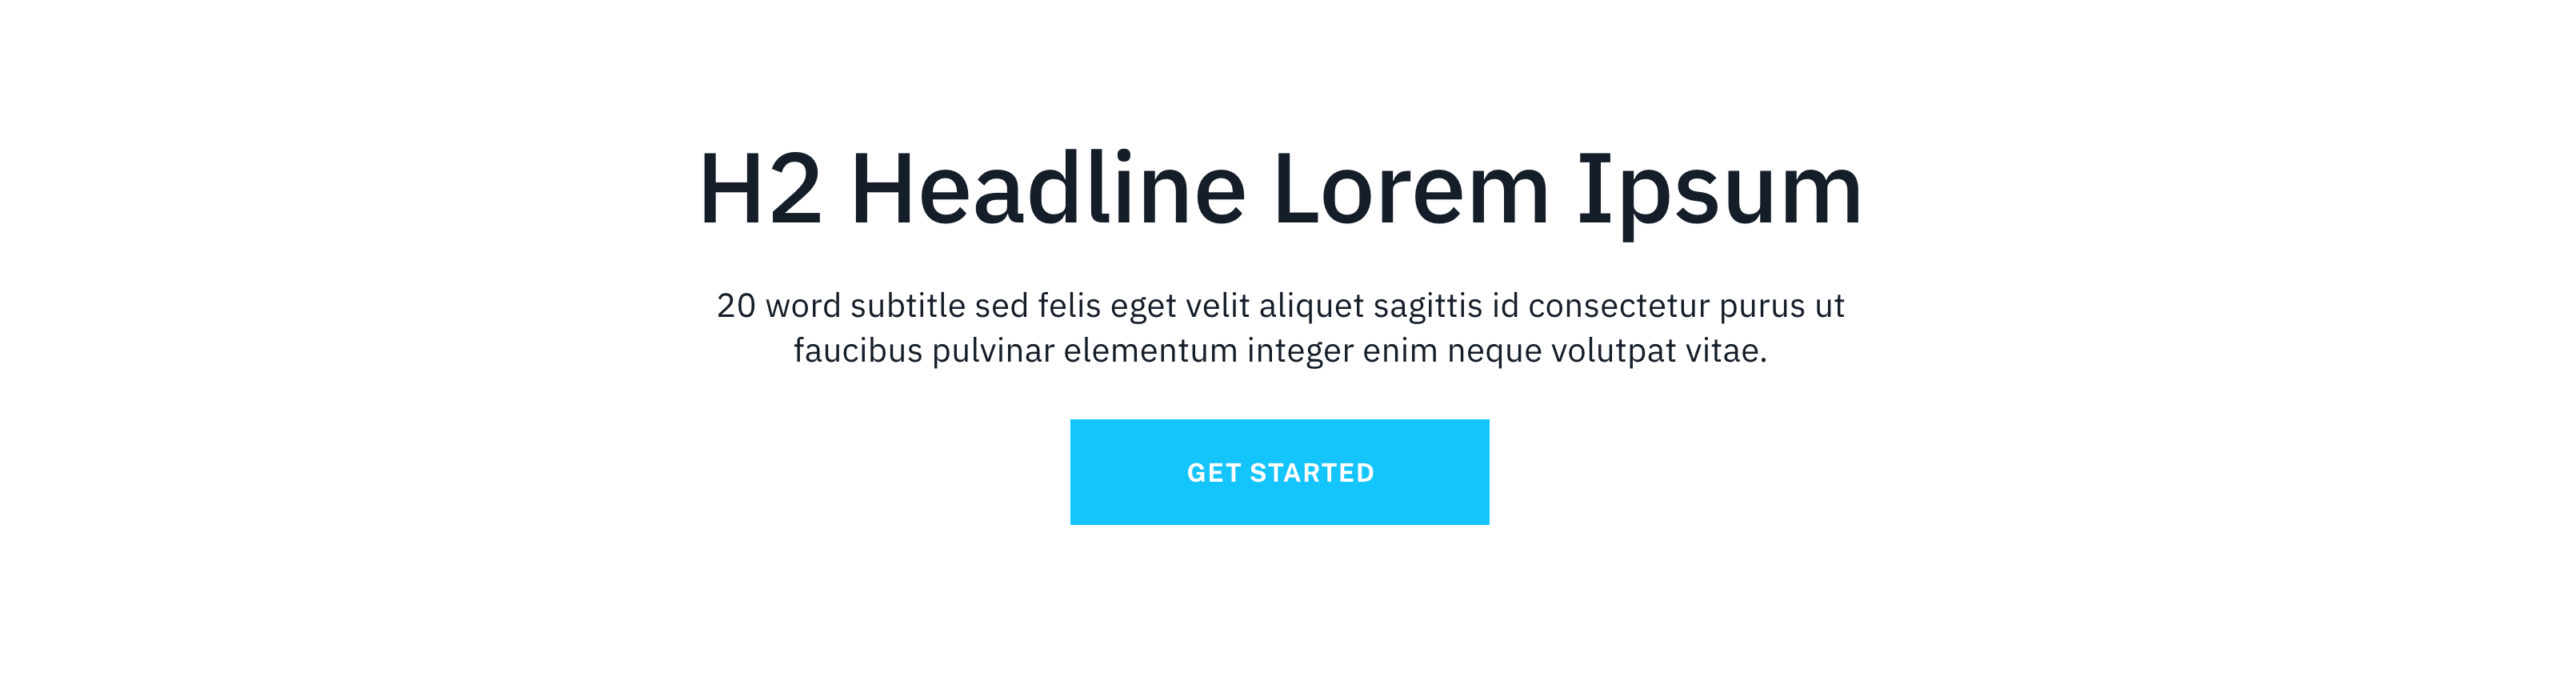 H2 Headline Lorem Ipsum
20 word subtitle sed felis eget velit aliquet sagittis id consectetur purus ut
faucibus pulvinar elementum integer enim neque volutpat vitae.
GET STARTED